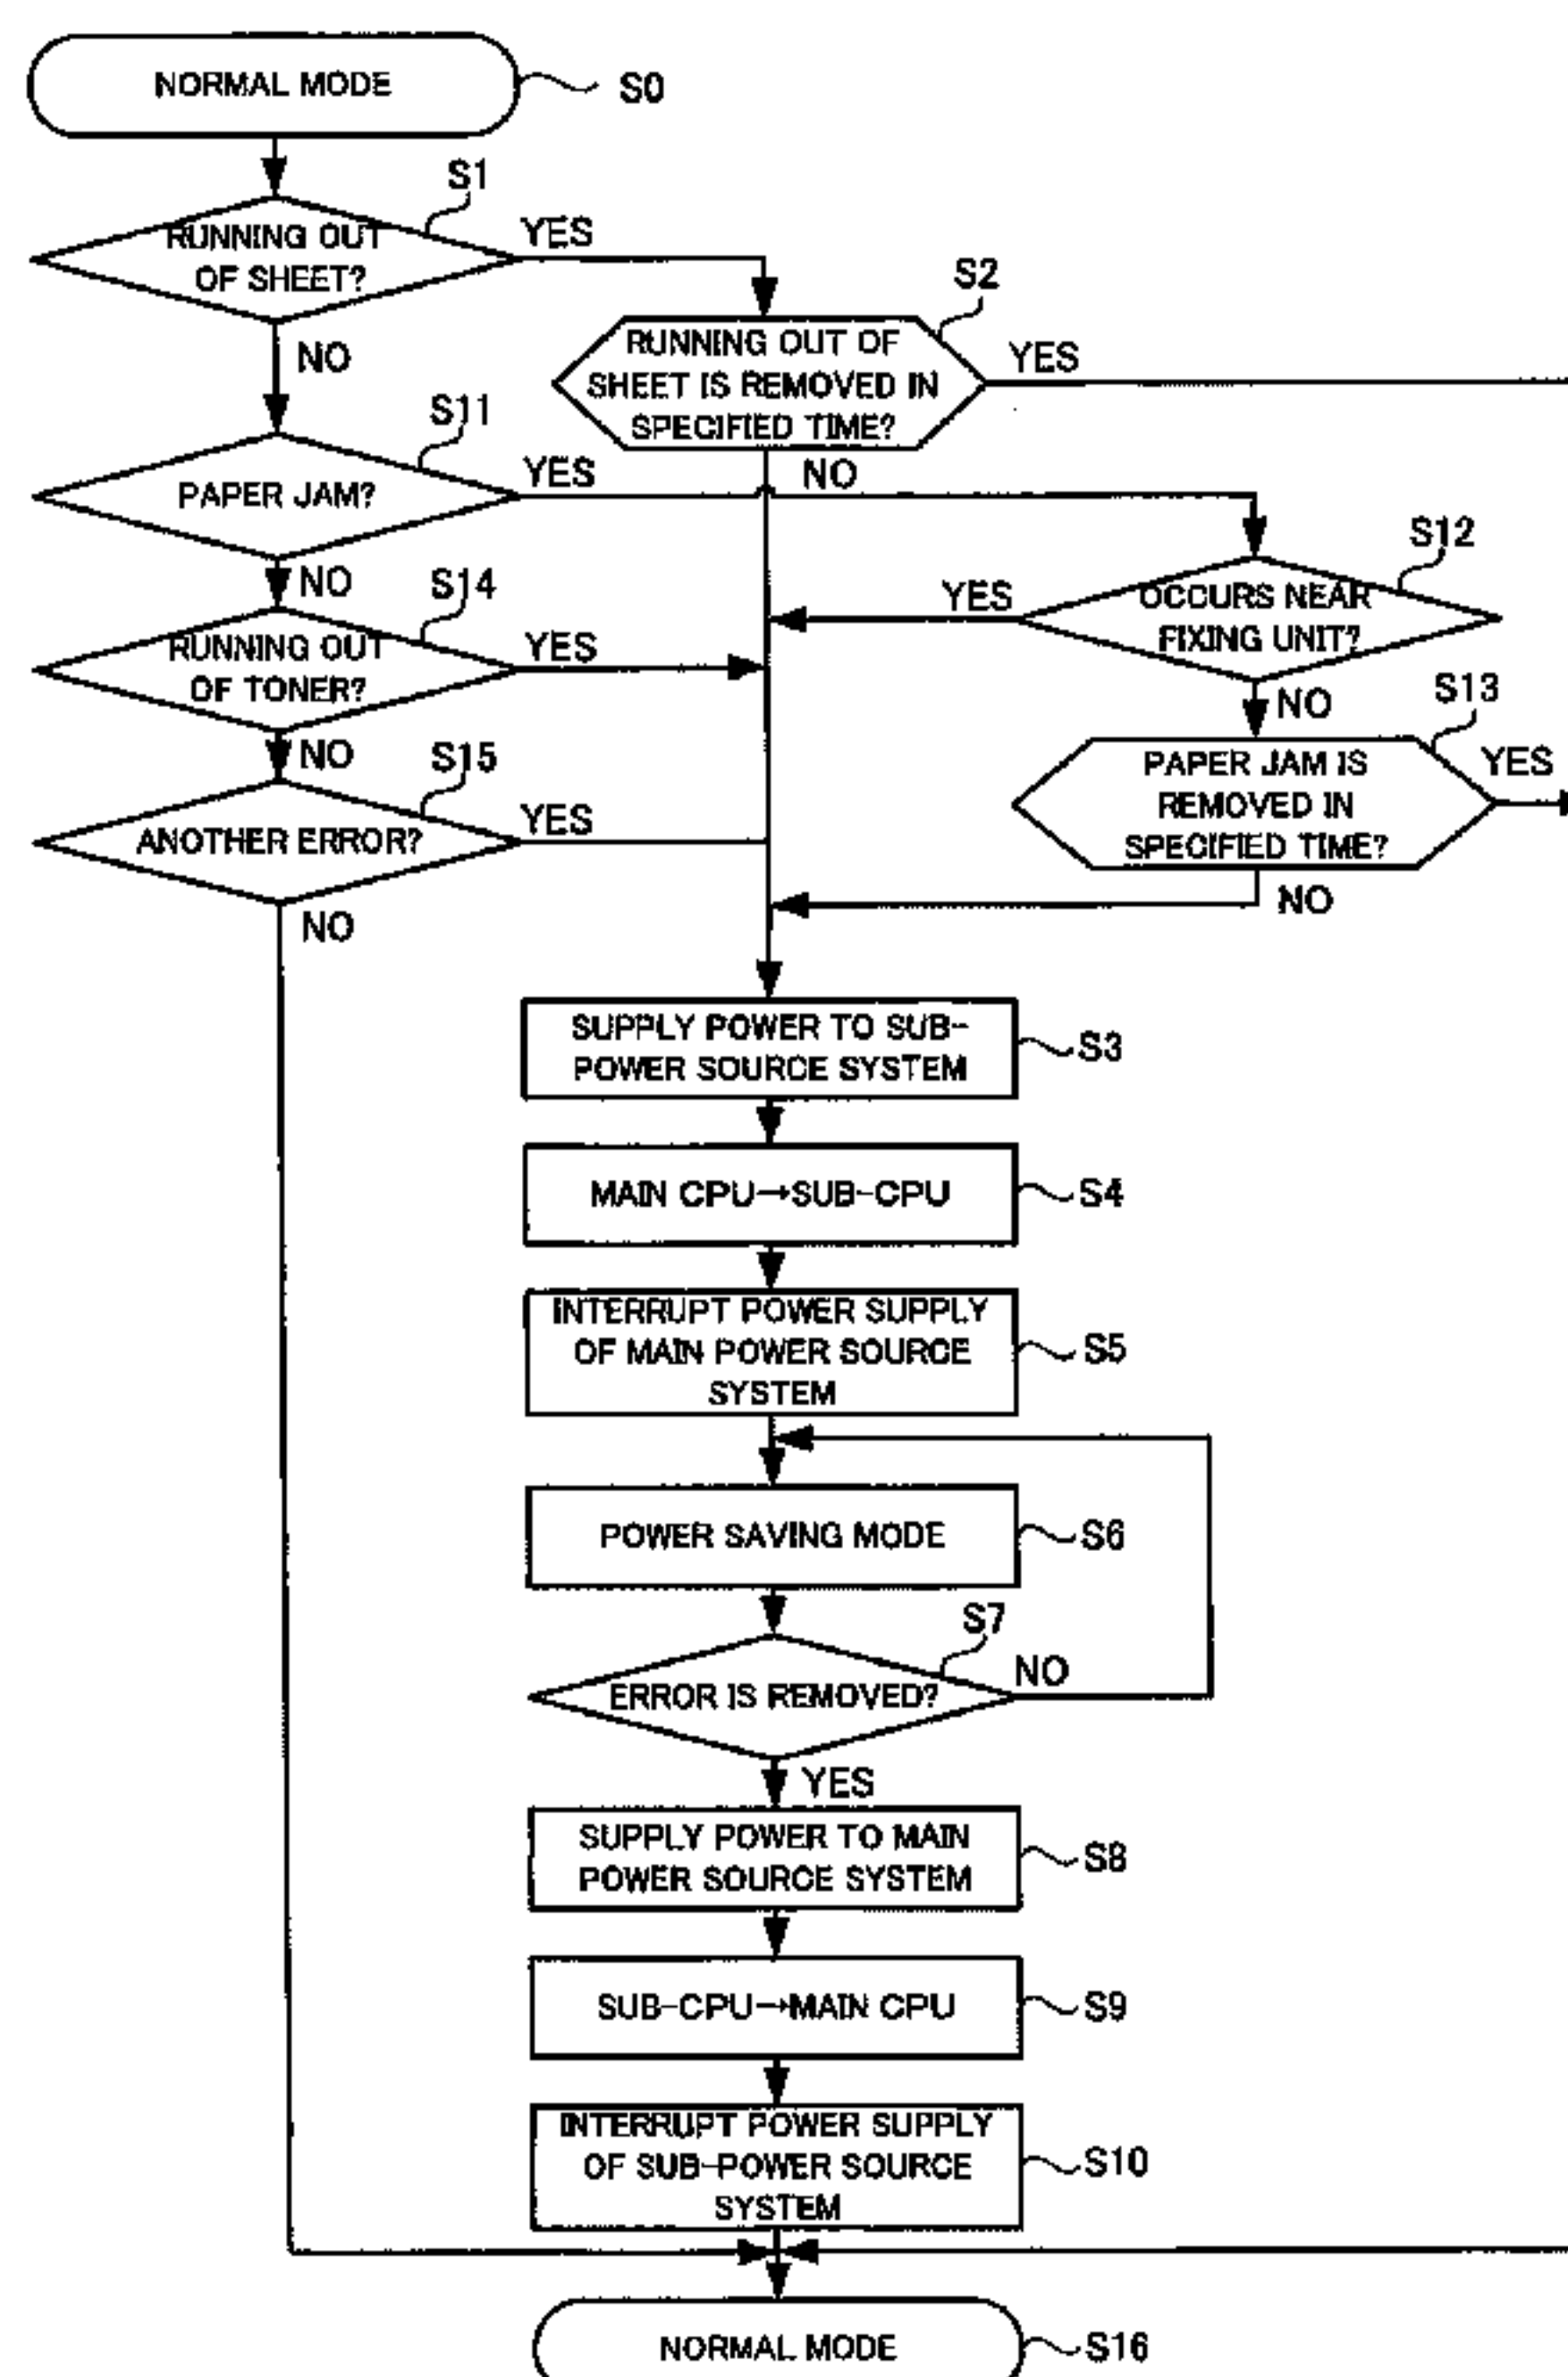 NORMAL MODE
S0
S1
RUNNING OUT
OF SHEET?
YES
NO
S2
RUNNING OUT OF
SHEET IS REMOVED IN
SPECIFIED TIME?
YES
NO
S11
PAPER JAM?
YES
NO
S12
OCCURS NEAR
FIXING UNIT?
YES
NO
S14
RUNNING OUT
OF TONER?
YES
NO
S13
PAPER JAM IS
REMOVED IN
SPECIFIED TIME?
YES
NO
S15
ANOTHER ERROR?
YES
NO
SUPPLY POWER TO SUB-
POWER SOURCE SYSTEM
S3
MAIN CPU→SUB-CPU
S4
INTERRUPT POWER SUPPLY
OF MAIN POWER SOURCE
SYSTEM
S5
POWER SAVING MODE
S6
S7
ERROR IS REMOVED?
NO
YES
SUPPLY POWER TO MAIN
POWER SOURCE SYSTEM
S8
SUB-CPU→MAIN CPU
S9
INTERRUPT POWER SUPPLY
OF SUB-POWER SOURCE
SYSTEM
S10
NORMAL MODE
S16